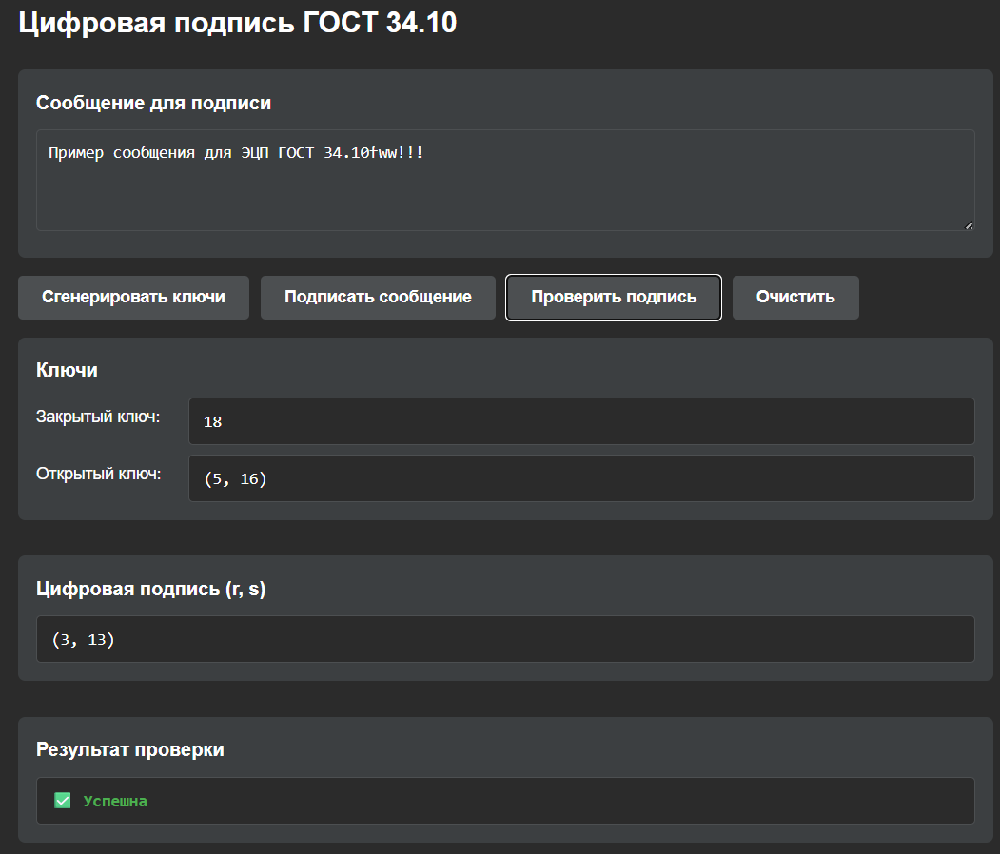 Цифровая подпись ГОСТ 34.10
Сообщение для подписи
Пример сообщения для ЭЦП ГОСТ 34.10fww!!!
Сгенерировать ключи
Подписать сообщение
Проверить подпись
Очистить
Ключи
Закрытый ключ:
18
Открытый ключ:
(5, 16)
Цифровая подпись (r, s)
(3, 13)
Результат проверки
✅ Успешна